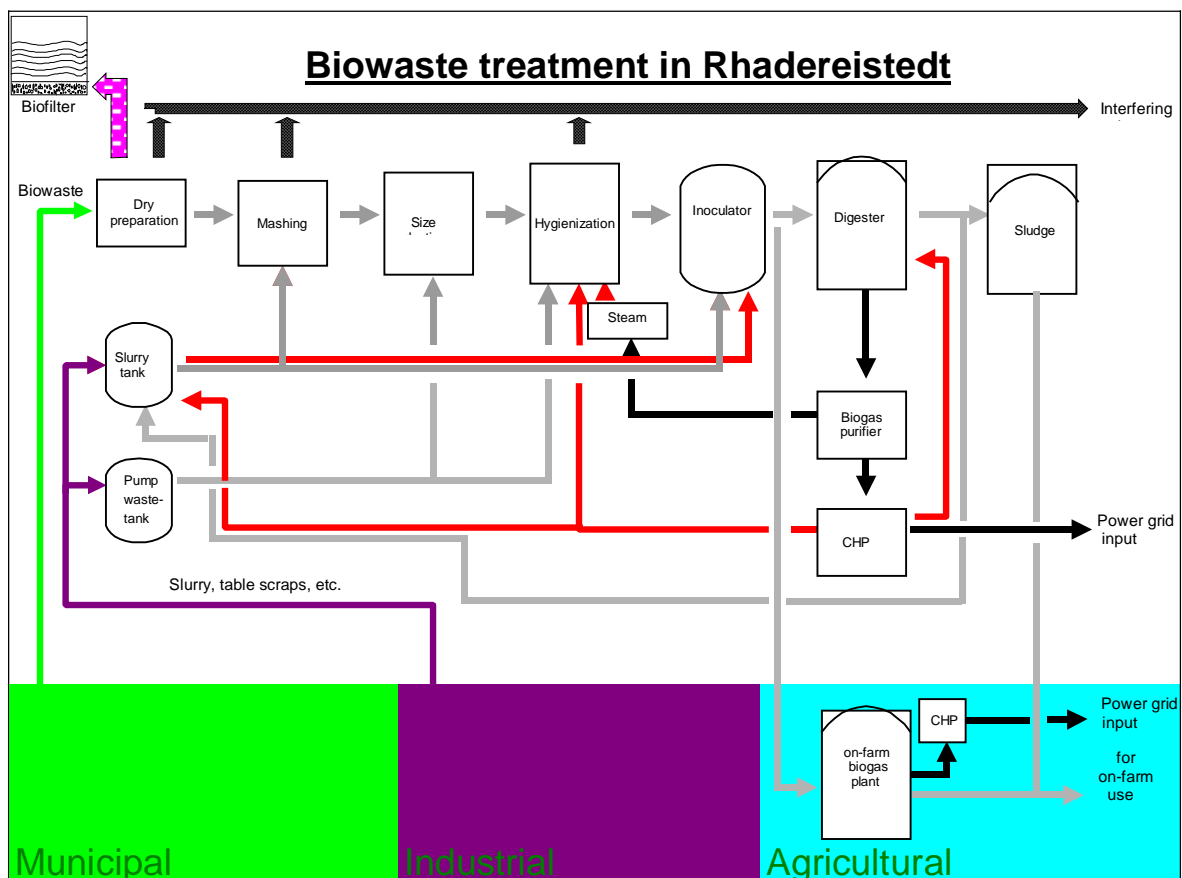 Biowaste treatment in Rhadereistedt
Biofilter
Interfering
Biowaste
Dry
preparation
Mashing
Size
Hygienization
Inoculator
Digester
Sludge
Steam
Slurry
tank
Biogas
purifier
Pump
waste-
tank
CHP
Power grid
input
Slurry, table scraps, etc.
CHP
Power grid
input
on-farm
biogas
plant
for
on-farm
use
Municipal
Industrial
Agricultural